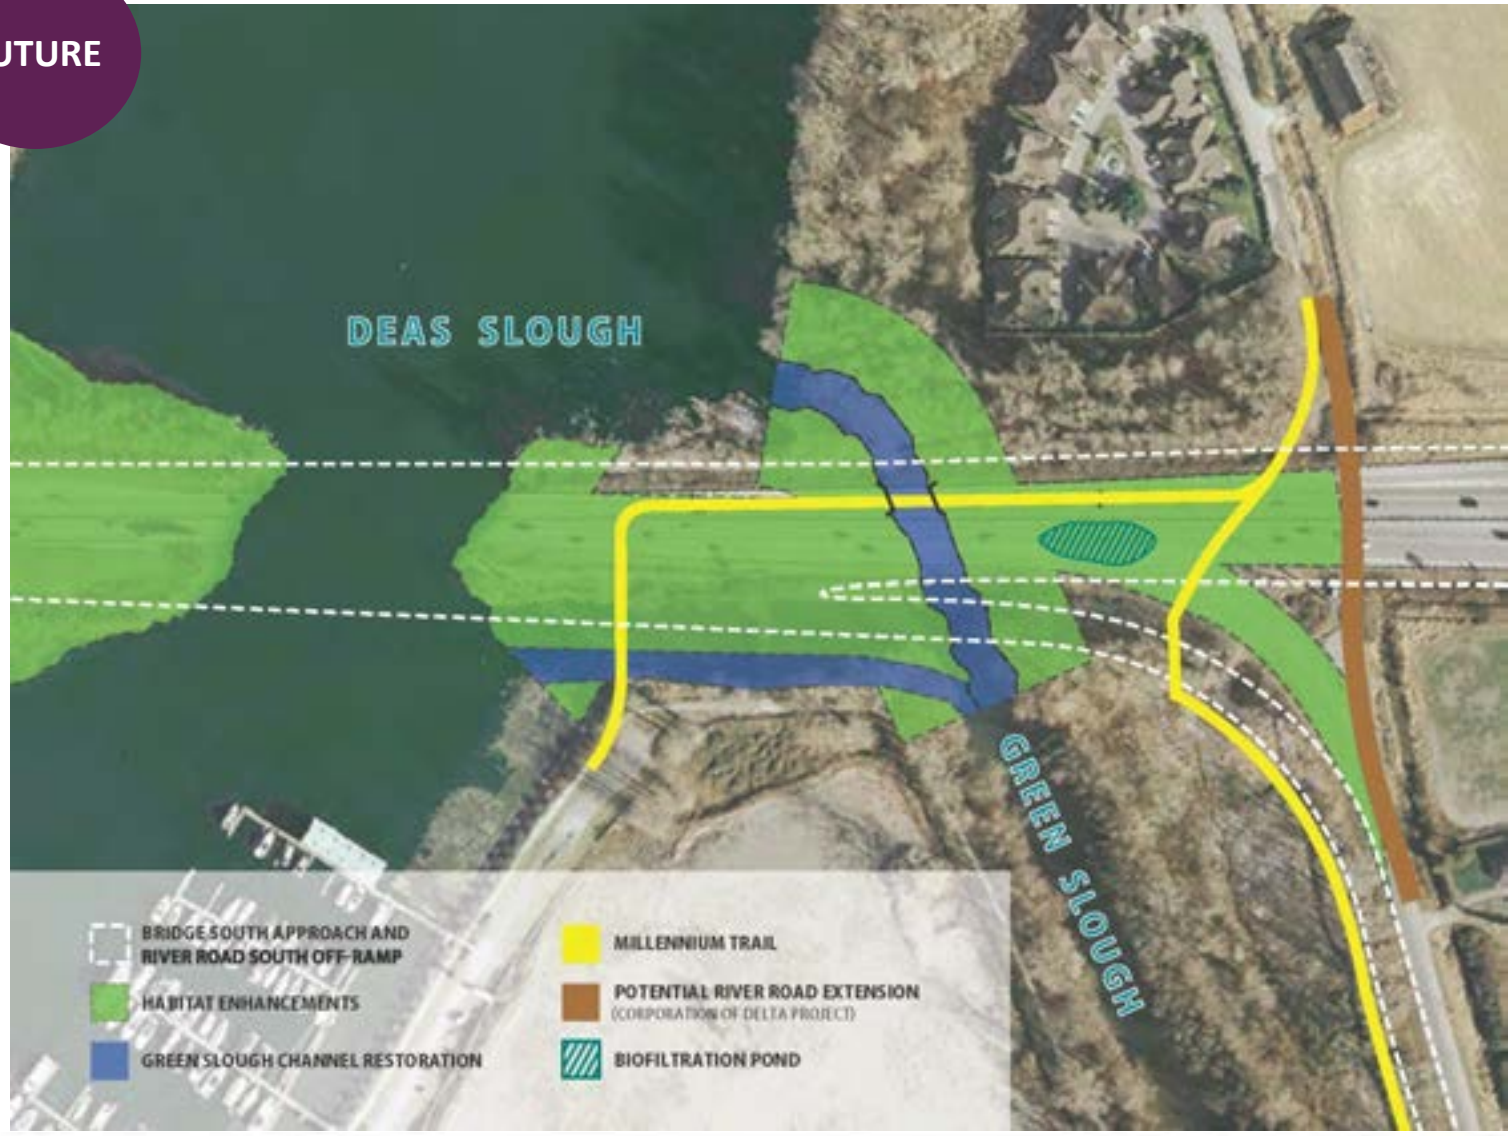 UTURE
DEAS SLOUGH
GREEN SLOUGH
BRIDGE SOUTH APPROACH AND
RIVER ROAD SOUTH OFF-RAMP
HABITAT ENHANCEMENTS
GREEN SLOUGH CHANNEL RESTORATION
MILLENNIUM TRAIL
POTENTIAL RIVER ROAD EXTENSION
(CORPORATION OF DELTA PROJECT)
BIOFILTRATION POND